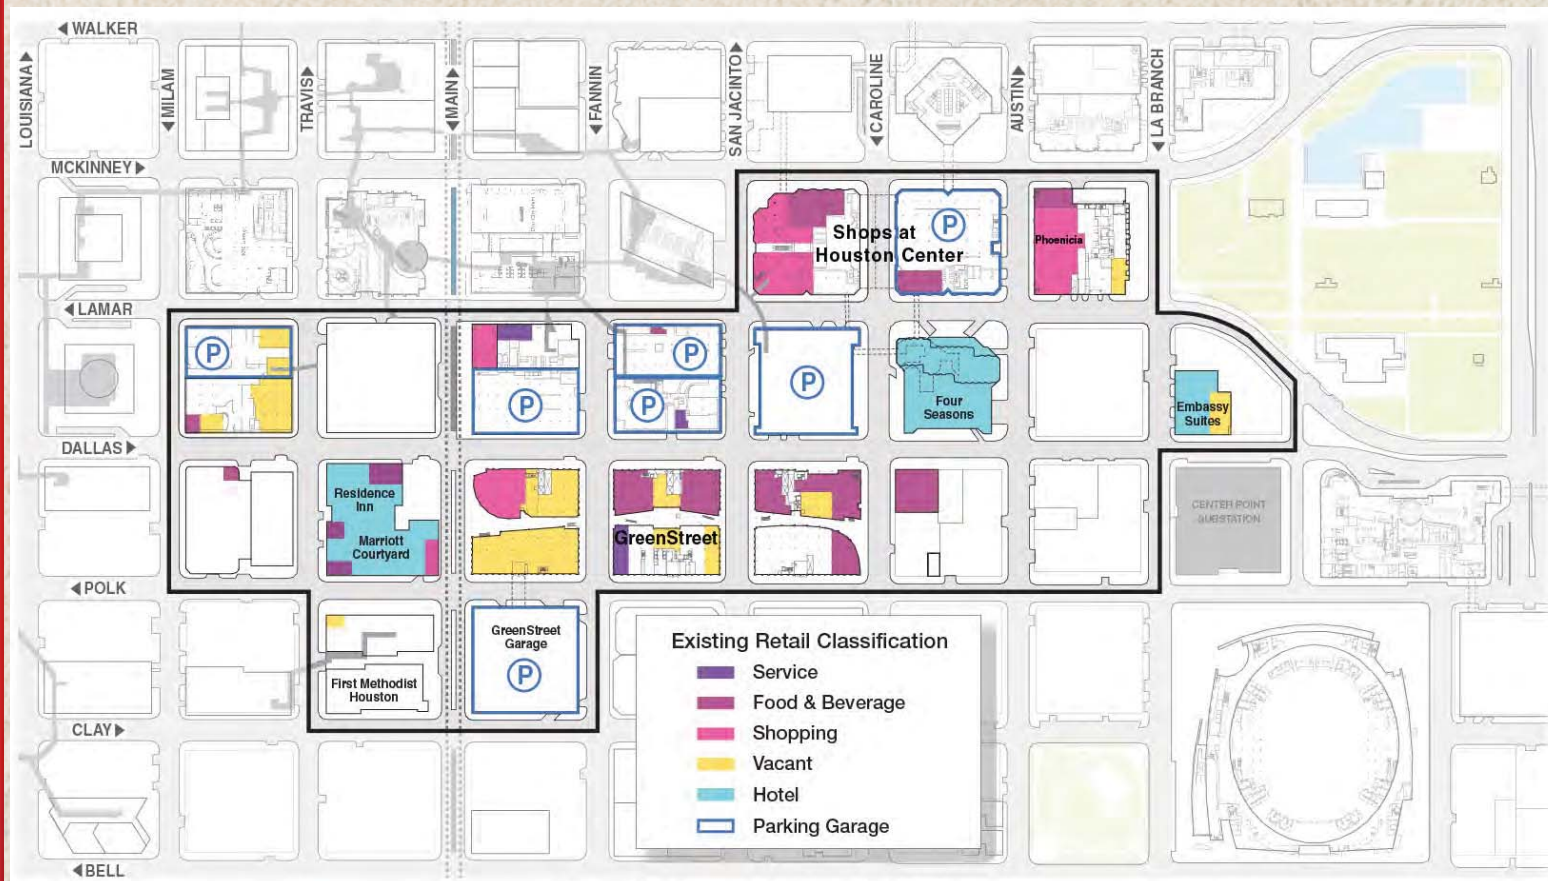 ◀ WALKER
LOUISIANA ▶
◀ MILAM
TRAVIS ▶
◀ MAIN ▶
◀ FANNIN
SAN JACINTO ▶
◀ CAROLINE
AUSTIN ▶
◀ LA BRANCH
MCKINNEY ▶
P
Shops at
Houston Center
Phoenicia
◀ LAMAR
P
P
P
P
P
Four
Seasons
Embassy
Suites
DALLAS ▶
Residence
Inn
Marriott
Courtyard
GreenStreet
CENTER POINT
SUBSTATION
◀ POLK
First Methodist
Houston
GreenStreet
Garage
P
Existing Retail Classification
Service
Food & Beverage
Shopping
Vacant
Hotel
Parking Garage
CLAY ▶
◀ BELL